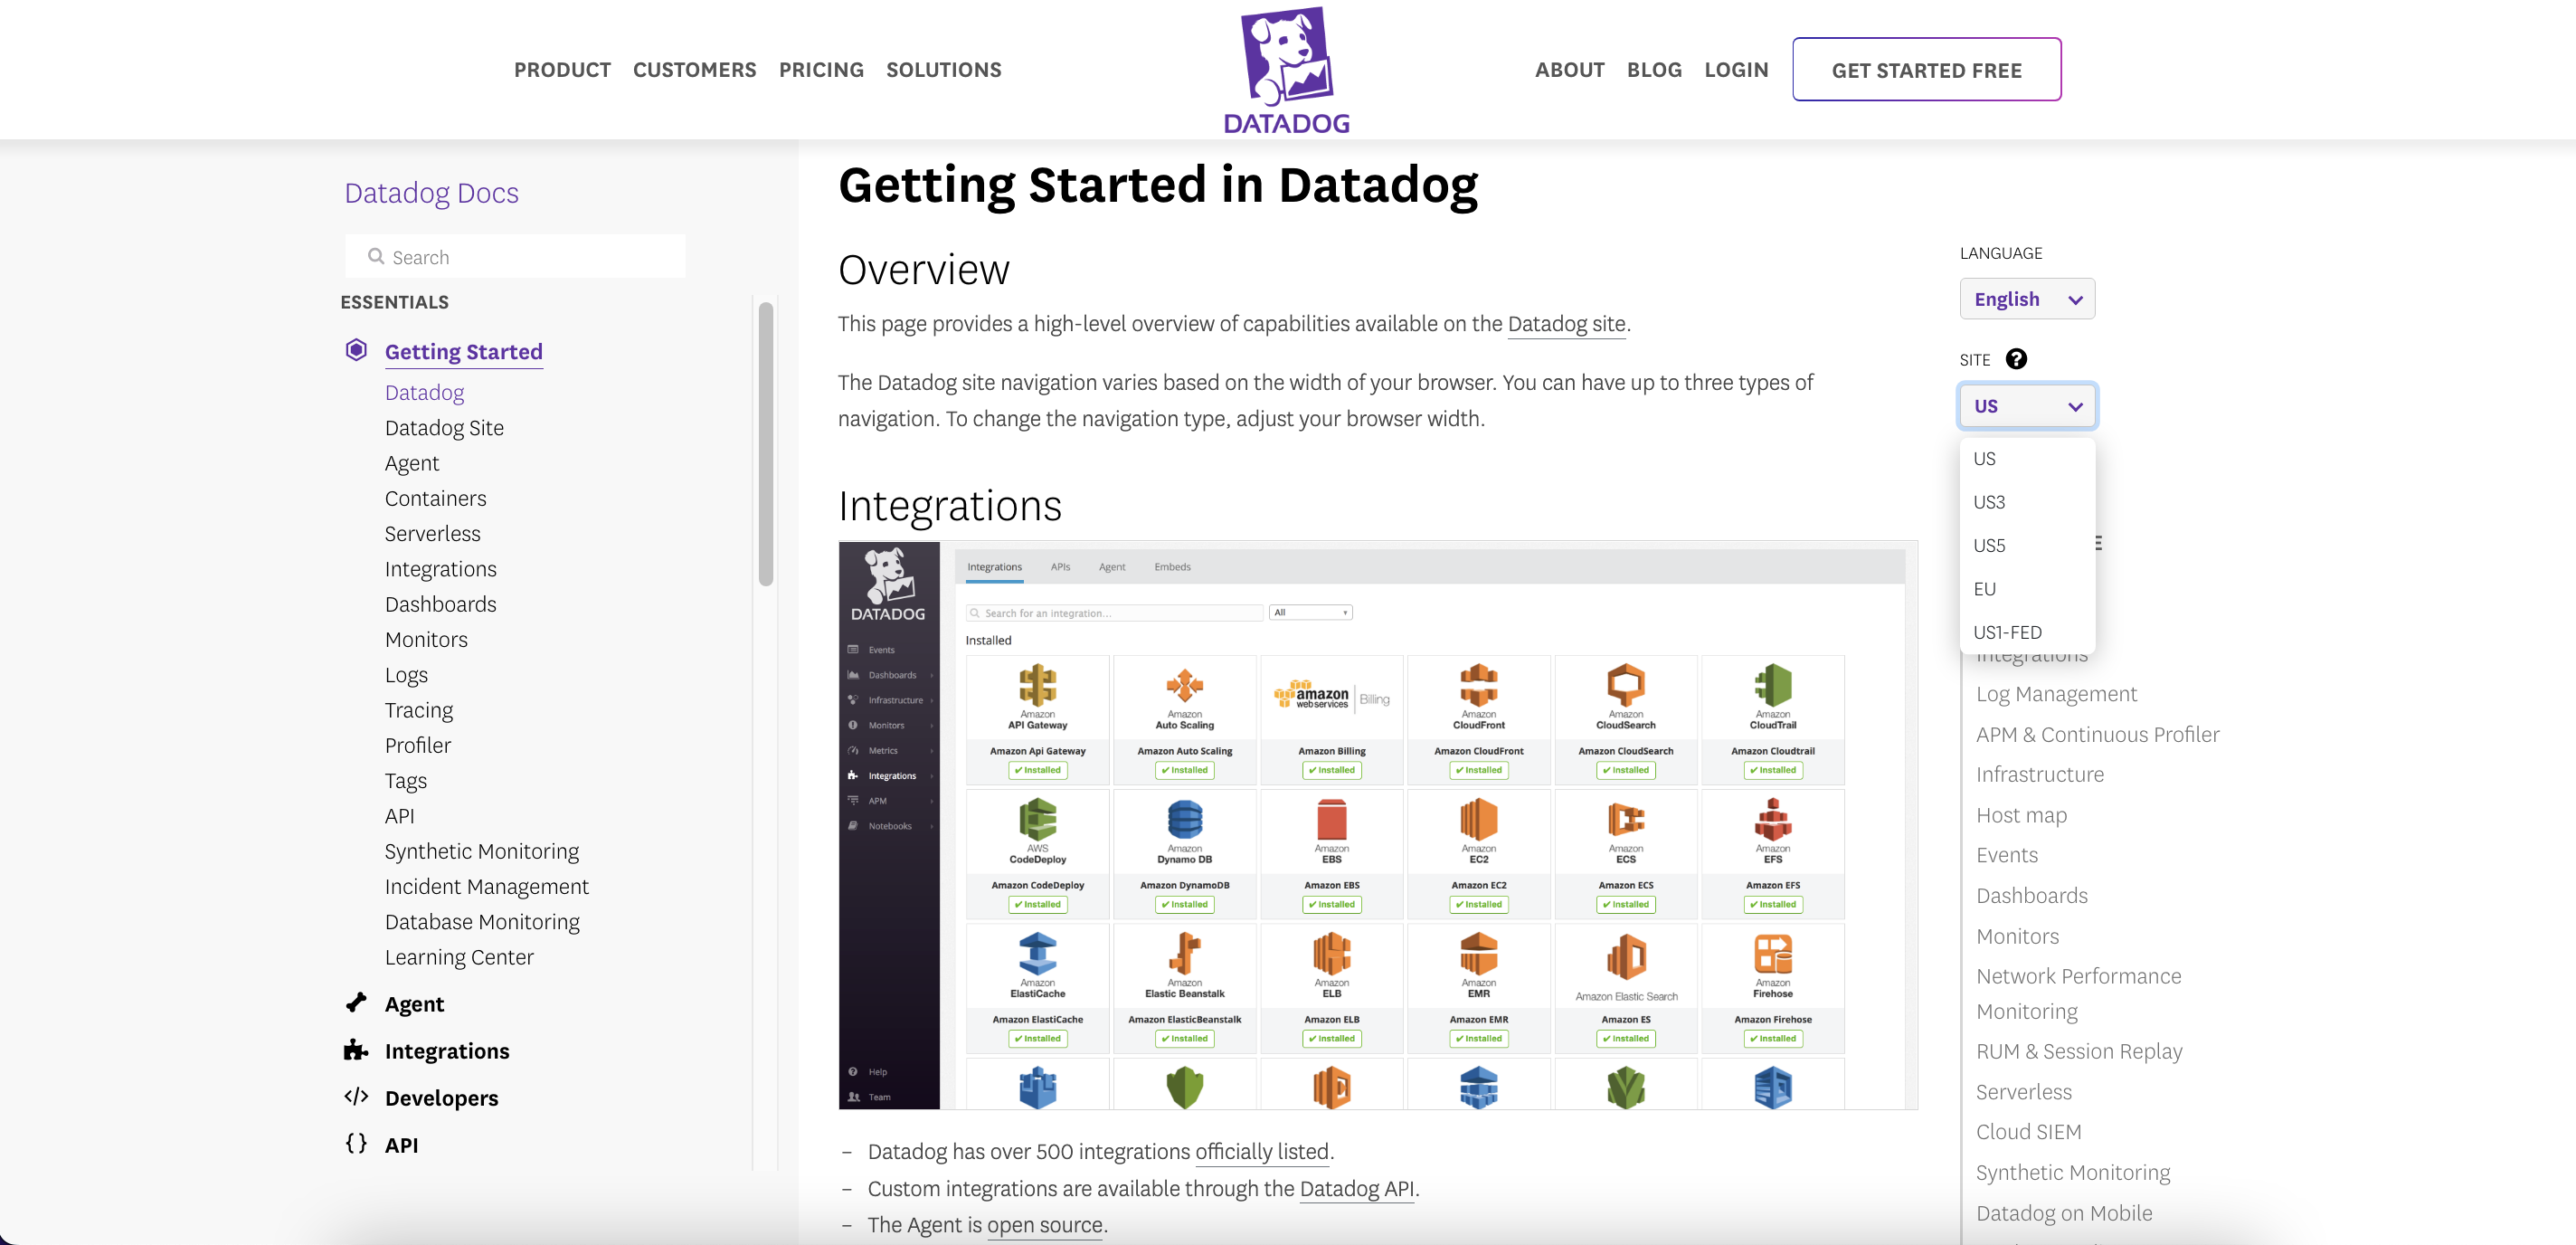 PRODUCT CUSTOMERS PRICING SOLUTIONS
DATADOG
ABOUT BLOG LOGIN GET STARTED FREE
Datadog Docs
Search
ESSENTIALS
Getting Started
Datadog
Datadog Site
Agent
Containers
Serverless
Integrations
Dashboards
Monitors
Logs
Tracing
Profiler
Tags
API
Synthetic Monitoring
Incident Management
Database Monitoring
Learning Center
Agent
Integrations
Developers
API
Getting Started in Datadog
Overview
This page provides a high-level overview of capabilities available on the Datadog site.
The Datadog site navigation varies based on the width of your browser. You can have up to three types of
navigation. To change the navigation type, adjust your browser width.
Integrations
DATADOG
Events
Dashboards
Infrastructure
Monitors
Metrics
Integrations
APM
Notebooks
Help
Team
Integrations APIs Agent Embeds
Search for an integration... All
Installed
Amazon
API Gateway
Amazon Api Gateway
Installed
Amazon
Auto Scaling
Amazon Auto Scaling
Installed
amazon
webservices Billing
Amazon Billing
Installed
Amazon
CloudFront
Amazon CloudFront
Installed
Amazon
CloudSearch
Amazon CloudSearch
Installed
Amazon
CloudTrail
Amazon Cloudtrail
Installed
AWS
CodeDeploy
Amazon CodeDeploy
Installed
Amazon
Dynamo DB
Amazon DynamoDB
Installed
Amazon
EBS
Amazon EBS
Installed
Amazon
EC2
Amazon EC2
Installed
Amazon
ECS
Amazon ECS
Installed
Amazon
EFS
Amazon EFS
Installed
Amazon
ElastiCache
Amazon ElastiCache
Installed
Amazon
Elastic Beanstalk
Amazon ElasticBeanstalk
Installed
Amazon
ELB
Amazon ELB
Installed
Amazon
EMR
Amazon EMR
Installed
Amazon Elastic Search
Amazon ES
Installed
Amazon
Firehose
Amazon Firehose
Installed
– Datadog has over 500 integrations officially listed.
– Custom integrations are available through the Datadog API.
– The Agent is open source.
LANGUAGE
English
SITE
US
US
US3
US5
EU
US1-FED
Integrations
Log Management
APM & Continuous Profiler
Infrastructure
Host map
Events
Dashboards
Monitors
Network Performance
Monitoring
RUM & Session Replay
Serverless
Cloud SIEM
Synthetic Monitoring
Datadog on Mobile